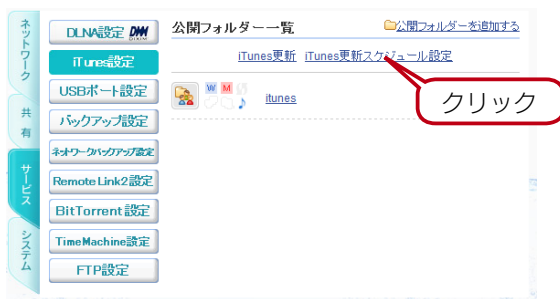 ネットワーク
共有
サービス
システム
DLNA設定 DiXiM
iTunes設定
USBポート設定
バックアップ設定
ネットワークバックアップ設定
RemoteLink2設定
BitTorrent設定
TimeMachine設定
FTP設定
公開フォルダー一覧
公開フォルダーを追加する
iTunes更新 iTunes更新スケジュール設定
W M
itunes
クリック